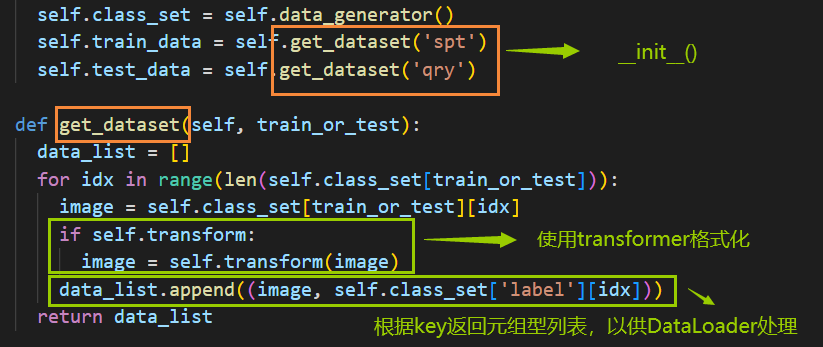 self.class_set = self.data_generator()
self.train_data = self.get_dataset('spt')
self.test_data = self.get_dataset('qry')
__init__()
def get_dataset(self, train_or_test):
data_list = []
for idx in range(len(self.class_set[train_or_test])):
image = self.class_set[train_or_test][idx]
if self.transform:
使用transformer格式化
image = self.transform(image)
data_list.append((image, self.class_set['label'][idx]))
return data_list
根据key返回元组型列表，以供DataLoader处理